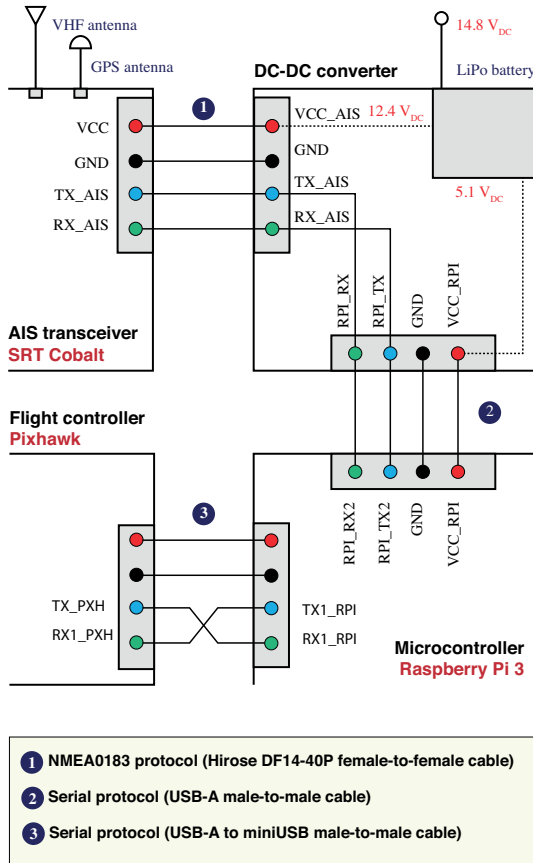 VHF antenna
14.8 VDC
GPS antenna
DC-DC converter
LiPo battery
1
VCC
VCC_AIS
12.4 VDC
GND
GND
TX_AIS
TX_AIS
5.1 VDC
RX_AIS
RX_AIS
RPI_RX
RPI_TX
GND
VCC_RPI
AIS transceiver
SRT Cobalt
2
Flight controller
Pixhawk
3
RPI_RX2
RPI_TX2
GND
VCC_RPI
TX_PXH
TX1_RPI
RX1_PXH
RX1_RPI
Microcontroller
Raspberry Pi 3
1 NMEA0183 protocol (Hirose DF14-40P female-to-female cable)
2 Serial protocol (USB-A male-to-male cable)
3 Serial protocol (USB-A to miniUSB male-to-male cable)